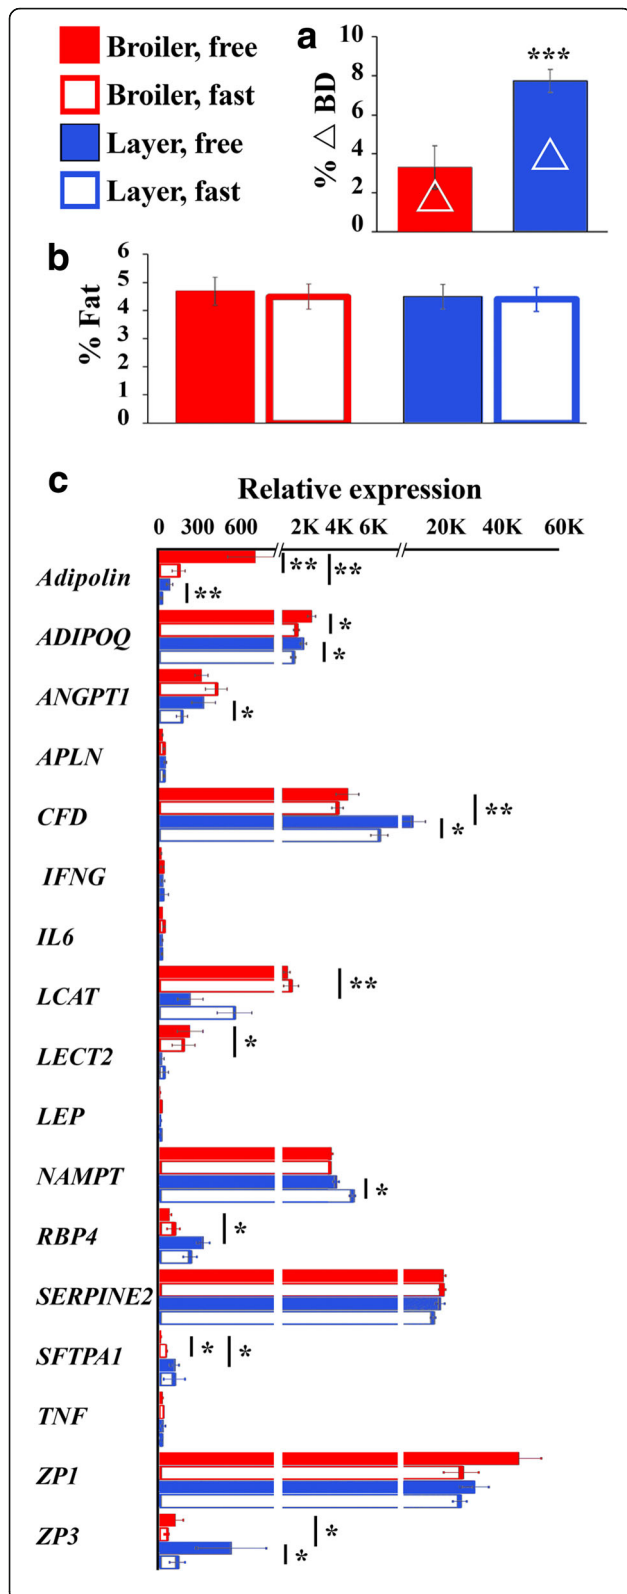 Broiler, free
Broiler, fast
Layer, free
Layer, fast
a
% △ BD
10
8
6
4
2
0
***
b
% Fat
6
5
4
3
2
1
0
c
Relative expression
0 300 600 2K 4K 6K 20K 40K 60K
Adipolin ** **
**
ADIPOQ *
*
ANGPT1
*
APLN
CFD **
*
IFNG
IL6
LCAT **
LECT2 *
LEP
NAMPT *
RBP4 *
SERPINE2
SFTPA1 * *
TNF
ZP1
ZP3 *
*